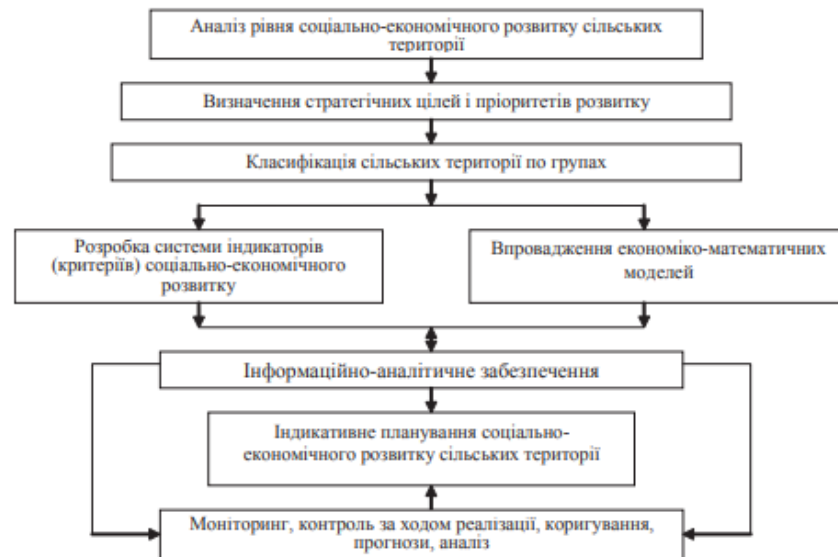 Аналіз рівня соціально-економічного розвитку сільських
території
Визначення стратегічних цілей і пріоритетів розвитку
Класифікація сільських території по групах
Розробка системи індикаторів
(критеріїв) соціально-економічного
розвитку
Впровадження економіко-математичних
моделей
Інформаційно-аналітичне забезпечення
Індикативне планування соціально-
економічного розвитку сільських території
Моніторинг, контроль за ходом реалізації, коригування,
прогнози, аналіз